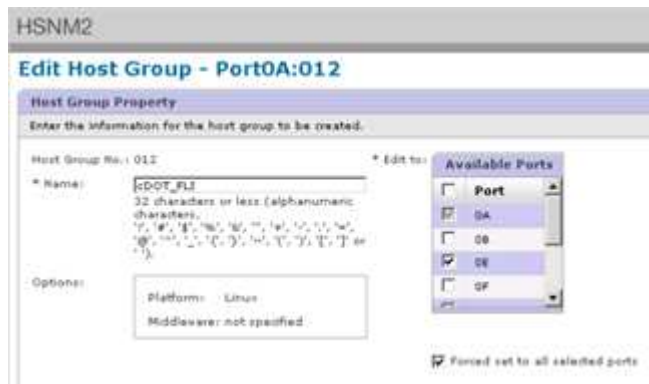 HSNM2
Edit Host Group - Port0A:012
Host Group Property
Enter the information for the host group to be created.
Host Group No.: 012
* Name: cDOT_FLI
32 characters or less (alphanumeric
characters,
Options:
Platform: Linux
Middleware: not specified
* Edit to:
Available Ports
Port
0A
0B
0E
0F
Forced set to all selected ports